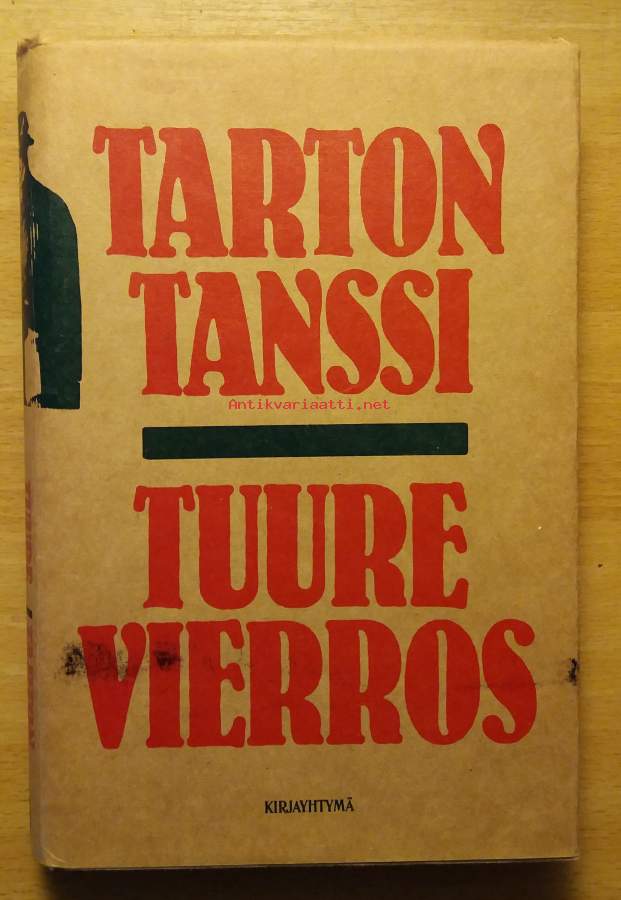 TARTON
TANSSI
Antikvariaatti.net
TUURE
VIERROS
KIRJAYHTYMÄ